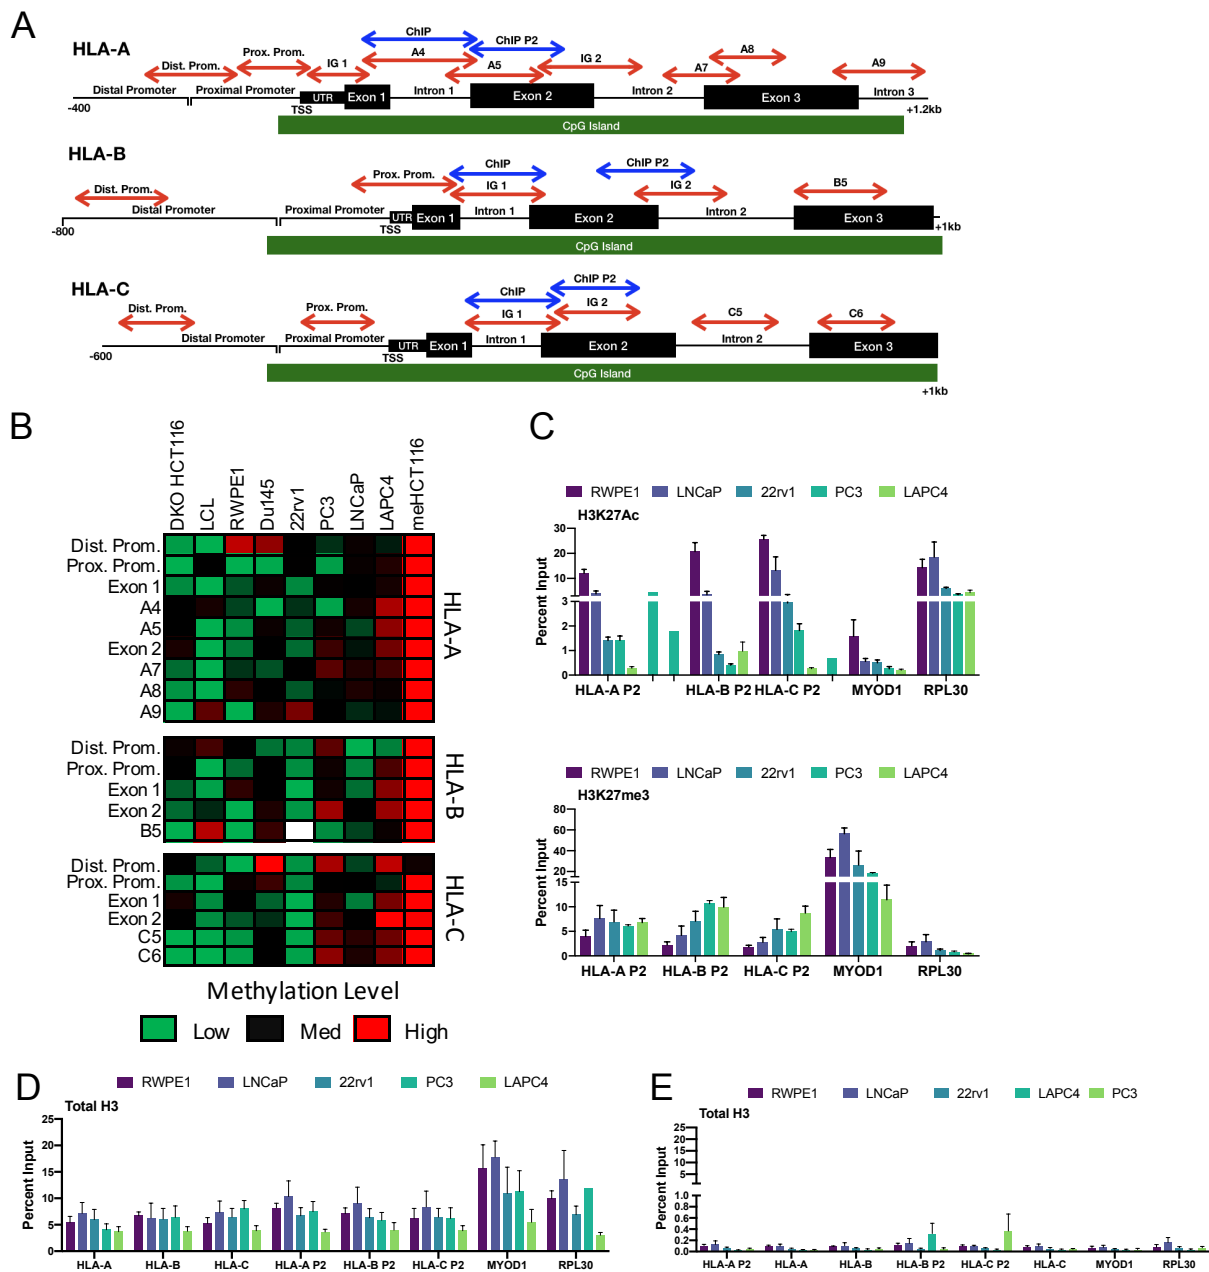 A
HLA-A
ChIP
ChIP P2
A8
Prox. Prom.
A4
IG 2
Dist. Prom.
IG 1
A5
A7
A9
Distal Promoter
Proximal Promoter
UTR
Exon 1
Intron 1
Exon 2
Intron 2
Exon 3
Intron 3
-400
TSS
+1.2kb
CpG Island
HLA-B
ChIP
ChIP P2
Dist. Prom.
Prox. Prom.
IG 1
IG 2
B5
Distal Promoter
Proximal Promoter
UTR
Exon 1
Intron 1
Exon 2
Intron 2
Exon 3
-800
TSS
+1kb
CpG Island
HLA-C
ChIP P2
ChIP
Dist. Prom.
Prox. Prom.
IG 1
IG 2
C5
C6
Distal Promoter
Proximal Promoter
UTR
Exon 1
Intron 1
Exon 2
Intron 2
Exon 3
-600
TSS
CpG Island
+1kb
B
DKO HCT116
LCL
RWPE1
Du145
22rv1
PC3
LNCaP
LAPC4
meHCT116
Dist. Prom.
Prox. Prom.
Exon 1
A4
A5
Exon 2
A7
A8
A9
HLA-A
Dist. Prom.
Prox. Prom.
Exon 1
Exon 2
B5
HLA-B
Dist. Prom.
Prox. Prom.
Exon 1
Exon 2
C5
C6
HLA-C
Methylation Level
Low Med High
C
RWPE1 LNCaP 22rv1 PC3 LAPC4
H3K27Ac
Percent Input
30
20
10
3
2
1
0
HLA-A P2 HLA-B P2 HLA-C P2 MYOD1 RPL30
RWPE1 LNCaP 22rv1 PC3 LAPC4
H3K27me3
Percent Input
80
60
40
20
15
10
5
0
HLA-A P2 HLA-B P2 HLA-C P2 MYOD1 RPL30
D
RWPE1 LNCaP 22rv1 PC3 LAPC4
Total H3
Percent Input
25
20
15
10
5
0
HLA-A HLA-B HLA-C HLA-A P2 HLA-B P2 HLA-C P2 MYOD1 RPL30
E
RWPE1 LNCaP 22rv1 LAPC4 PC3
Total H3
Percent Input
25
20
15
10
5
1.0
0.8
0.6
0.4
0.2
0.0
HLA-A P2 HLA-A HLA-B HLA-B P2 HLA-C P2 HLA-C MYOD1 RPL30